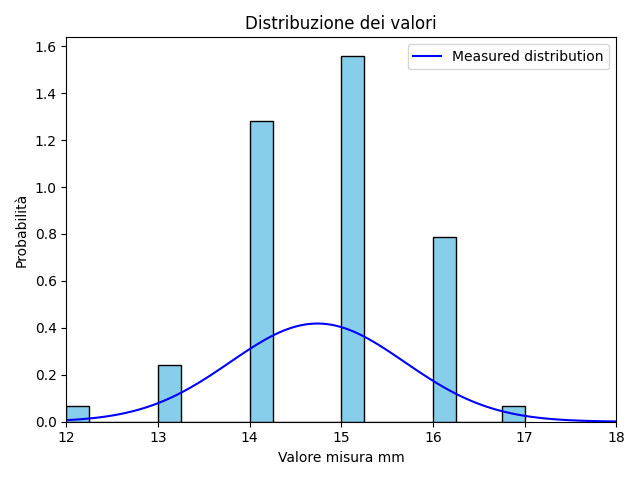 Distribuzione dei valori
Measured distribution
1.6
1.4
1.2
1.0
0.8
0.6
0.4
0.2
0.0
Probabilità
12 13 14 15 16 17 18
Valore misura mm